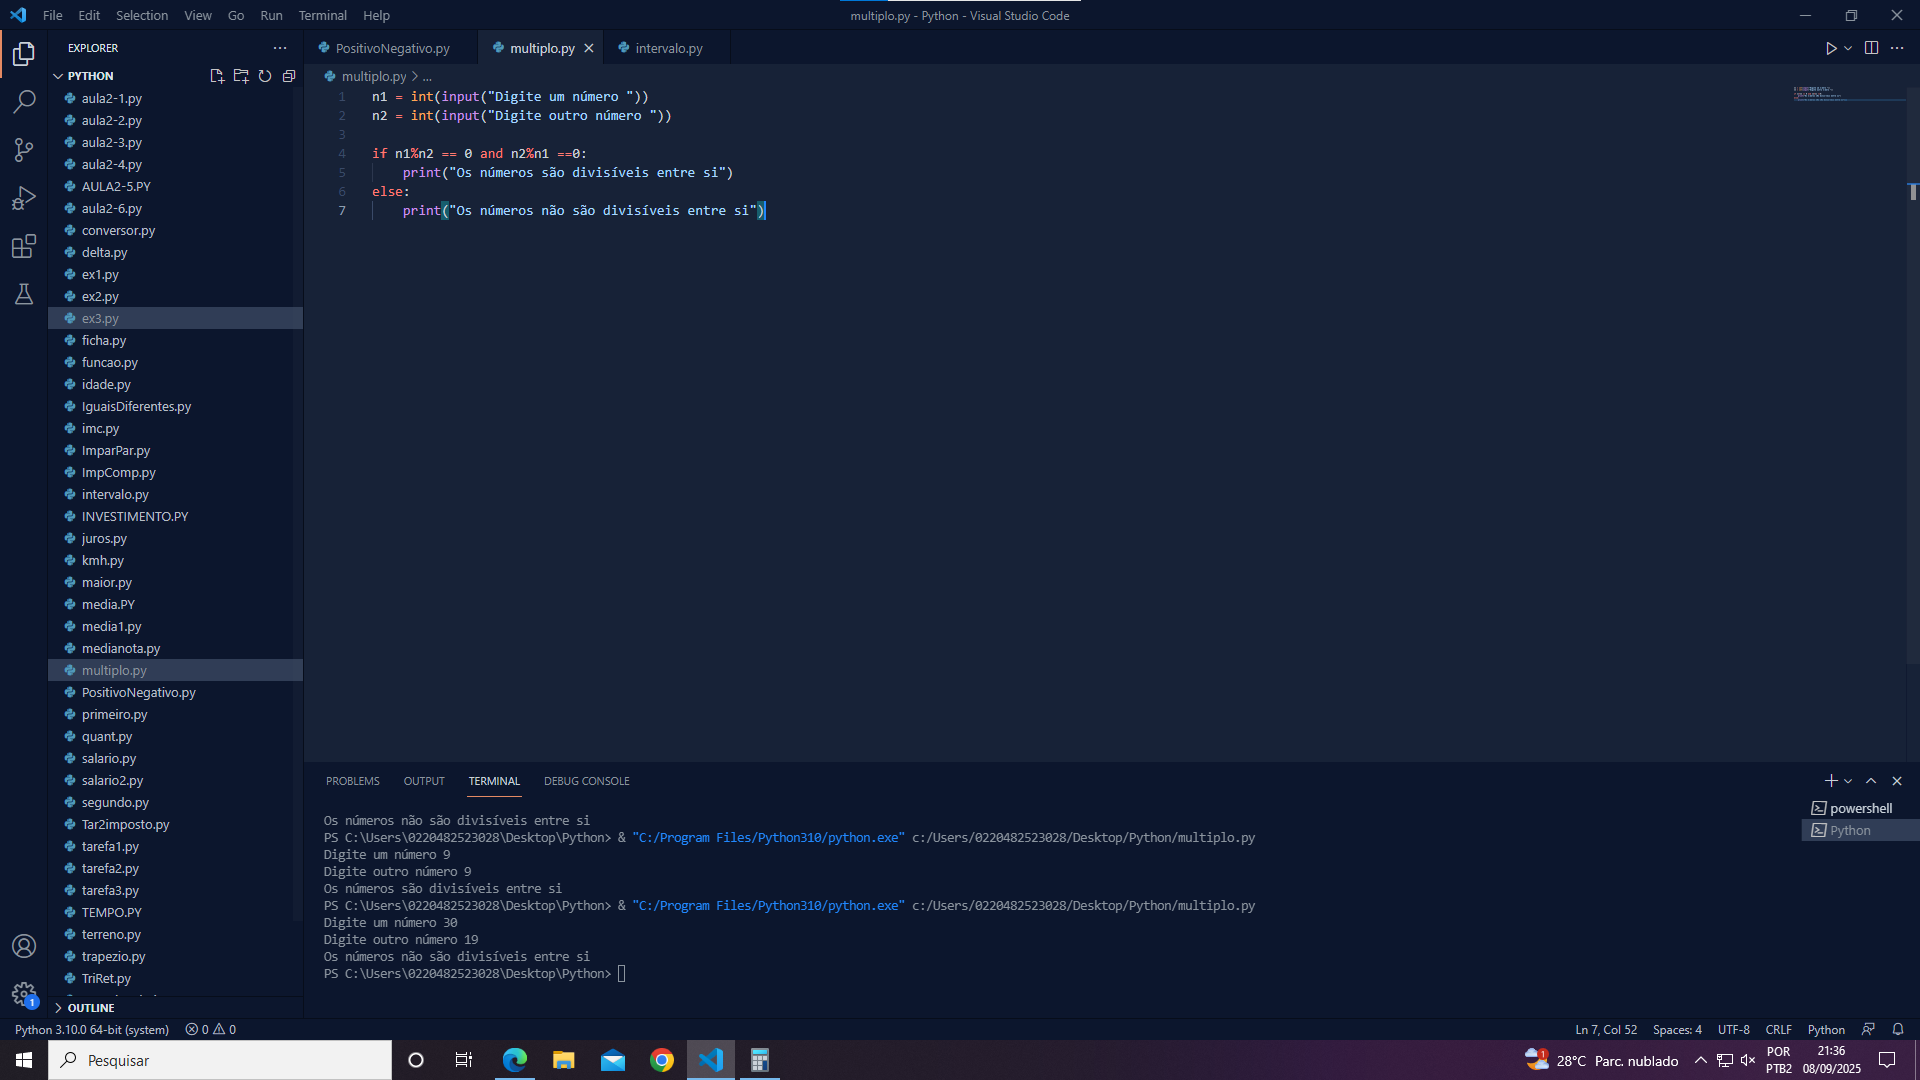 File Edit Selection View Go Run Terminal Help
multiplo.py - Python - Visual Studio Code
EXPLORER
PYTHON
aula2-1.py
aula2-2.py
aula2-3.py
aula2-4.py
AULA2-5.PY
aula2-6.py
conversor.py
delta.py
ex1.py
ex2.py
ex3.py
ficha.py
funcao.py
idade.py
IguaisDiferentes.py
imc.py
ImparPar.py
ImpComp.py
intervalo.py
INVESTIMENTO.PY
juros.py
kmh.py
maior.py
media.PY
media1.py
medianota.py
multiplo.py
PositivoNegativo.py
primeiro.py
quant.py
salario.py
salario2.py
segundo.py
Tar2imposto.py
tarefa1.py
tarefa2.py
tarefa3.py
TEMPO.PY
terreno.py
trapezio.py
TriRet.py
OUTLINE
PositivoNegativo.py multiplo.py intervalo.py
multiplo.py > ...
1 n1 = int(input("Digite um número "))
2 n2 = int(input("Digite outro número "))
3
4 if n1%n2 == 0 and n2%n1 ==0:
5 print("Os números são divisíveis entre si")
6 else:
7 print("Os números não são divisíveis entre si")
PROBLEMS OUTPUT TERMINAL DEBUG CONSOLE
Os números não são divisíveis entre si
PS C:\Users\0220482523028\Desktop\Python> & "C:/Program Files/Python310/python.exe" c:/Users/0220482523028/Desktop/Python/multiplo.py
Digite um número 9
Digite outro número 9
Os números são divisíveis entre si
PS C:\Users\0220482523028\Desktop\Python> & "C:/Program Files/Python310/python.exe" c:/Users/0220482523028/Desktop/Python/multiplo.py
Digite um número 30
Digite outro número 19
Os números não são divisíveis entre si
PS C:\Users\0220482523028\Desktop\Python>
powershell
Python
1
Python 3.10.0 64-bit (system) 0 0
Ln 7, Col 52 Spaces: 4 UTF-8 CRLF Python
Pesquisar
1
28°C Parc. nublado
POR
PTB2
21:36
08/09/2025